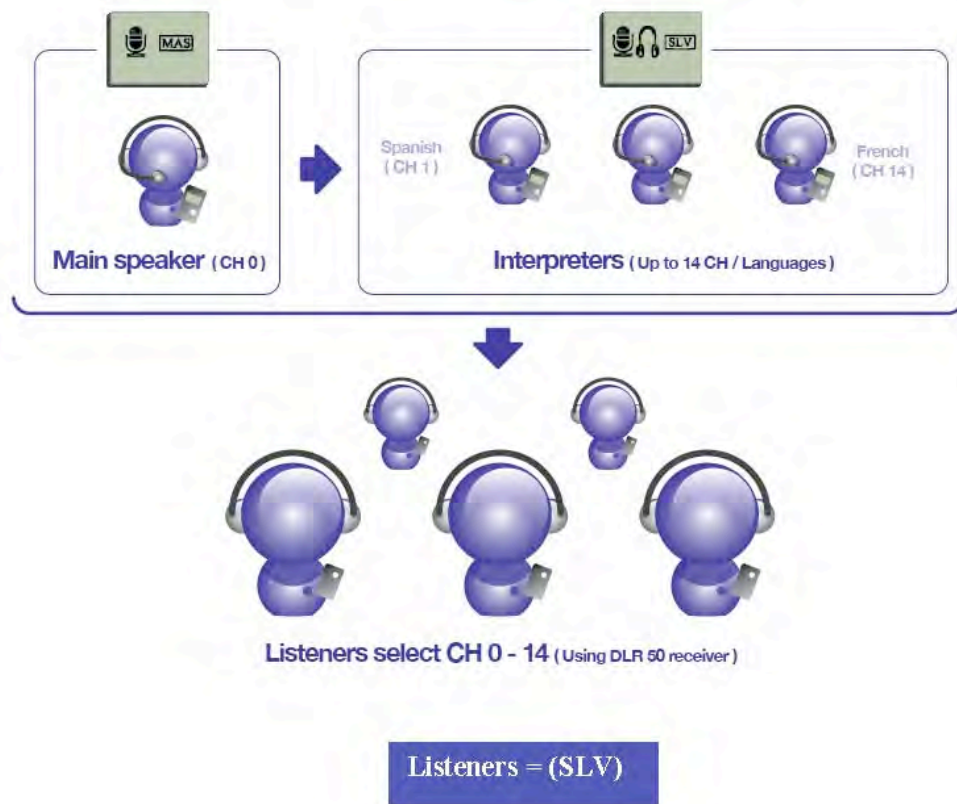 MAS
SLV
Spanish
( CH 1 )
French
( CH 14 )
Main speaker ( CH 0 )
Interpreters ( Up to 14 CH / Languages )
Listeners select CH 0 - 14 ( Using DLR 50 receiver )
Listeners = (SLV)